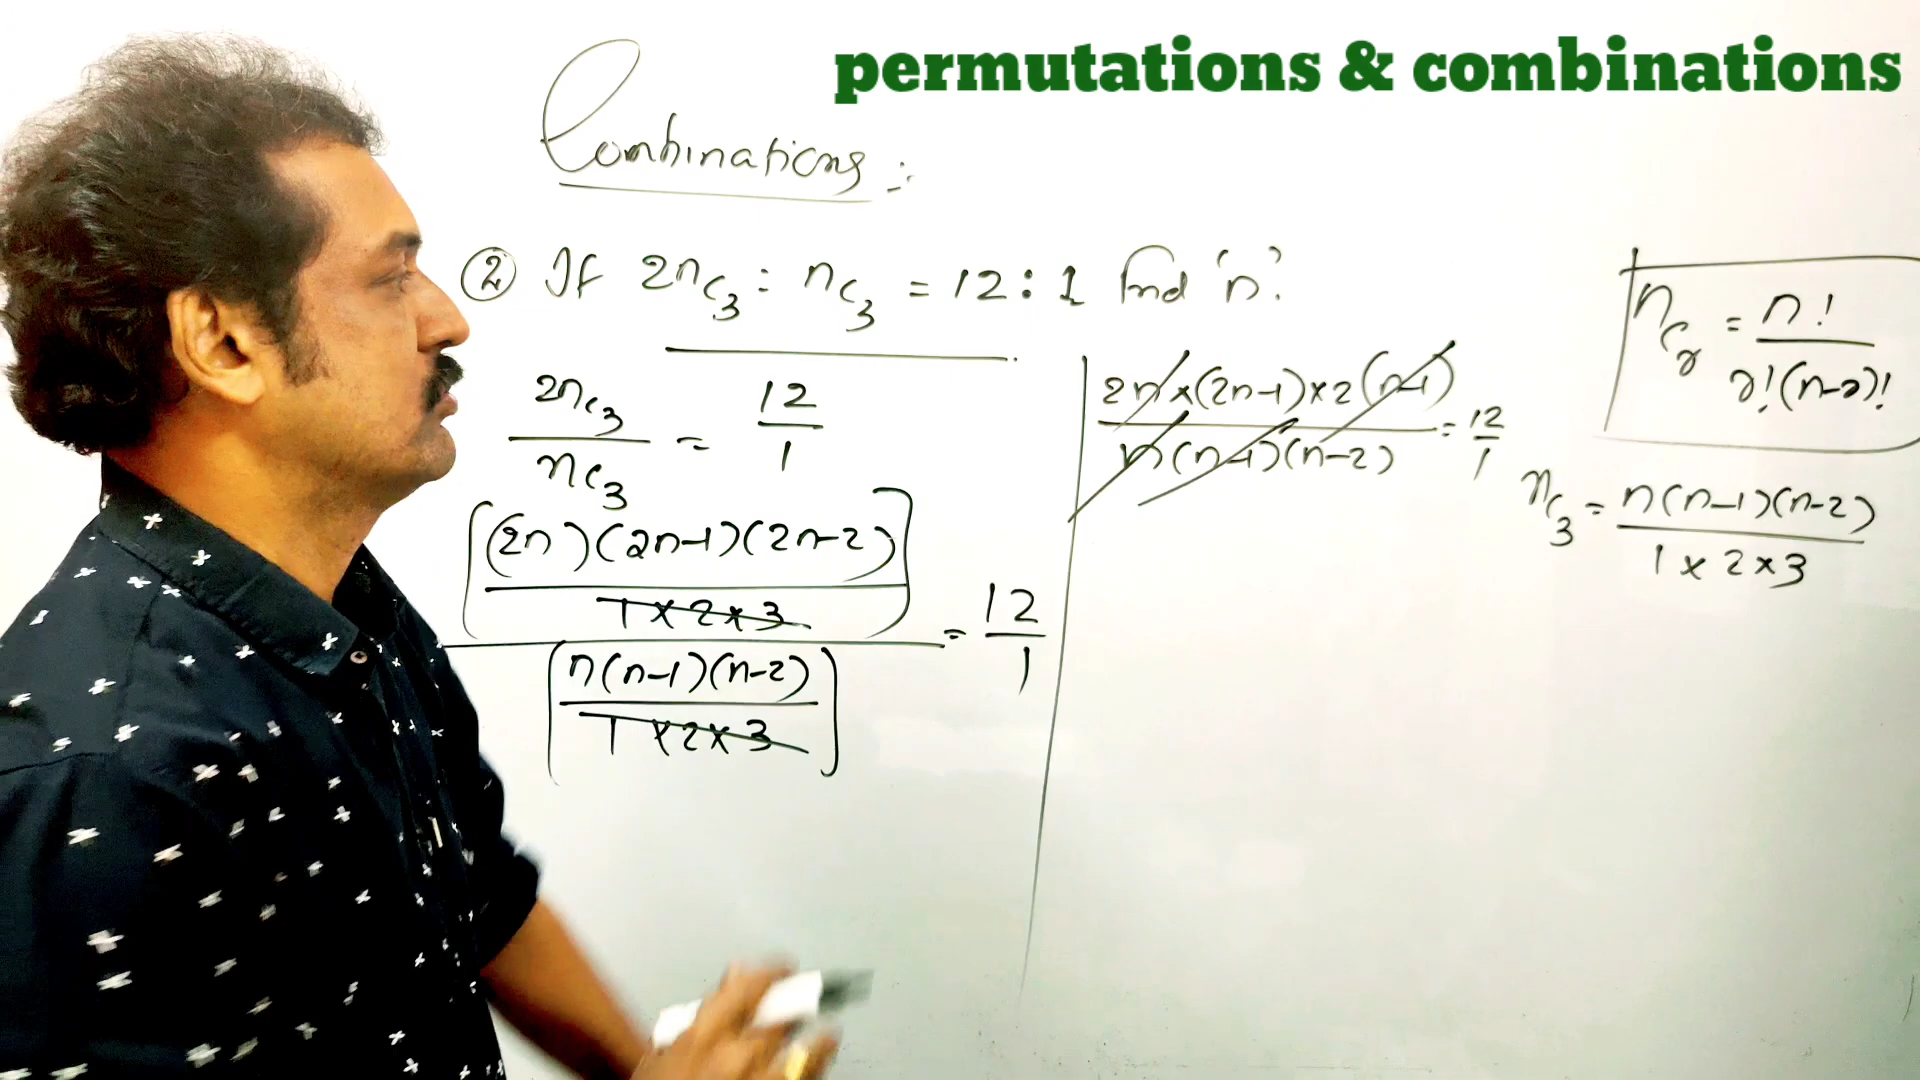 permutations & combinations
Combinations :-
② If 2nC3 : nC3 = 12 : 1 find 'n'?
2nC3 / nC3 = 12 / 1
[(2n)(2n-1)(2n-2) / 1×2×3] / [n(n-1)(n-2) / 1×2×3] = 12 / 1
2n×(2n-1)×2(n-1) / n(n-1)(n-2) = 12 / 1
nCr = n! / r!(n-r)!
nC3 = n(n-1)(n-2) / 1×2×3